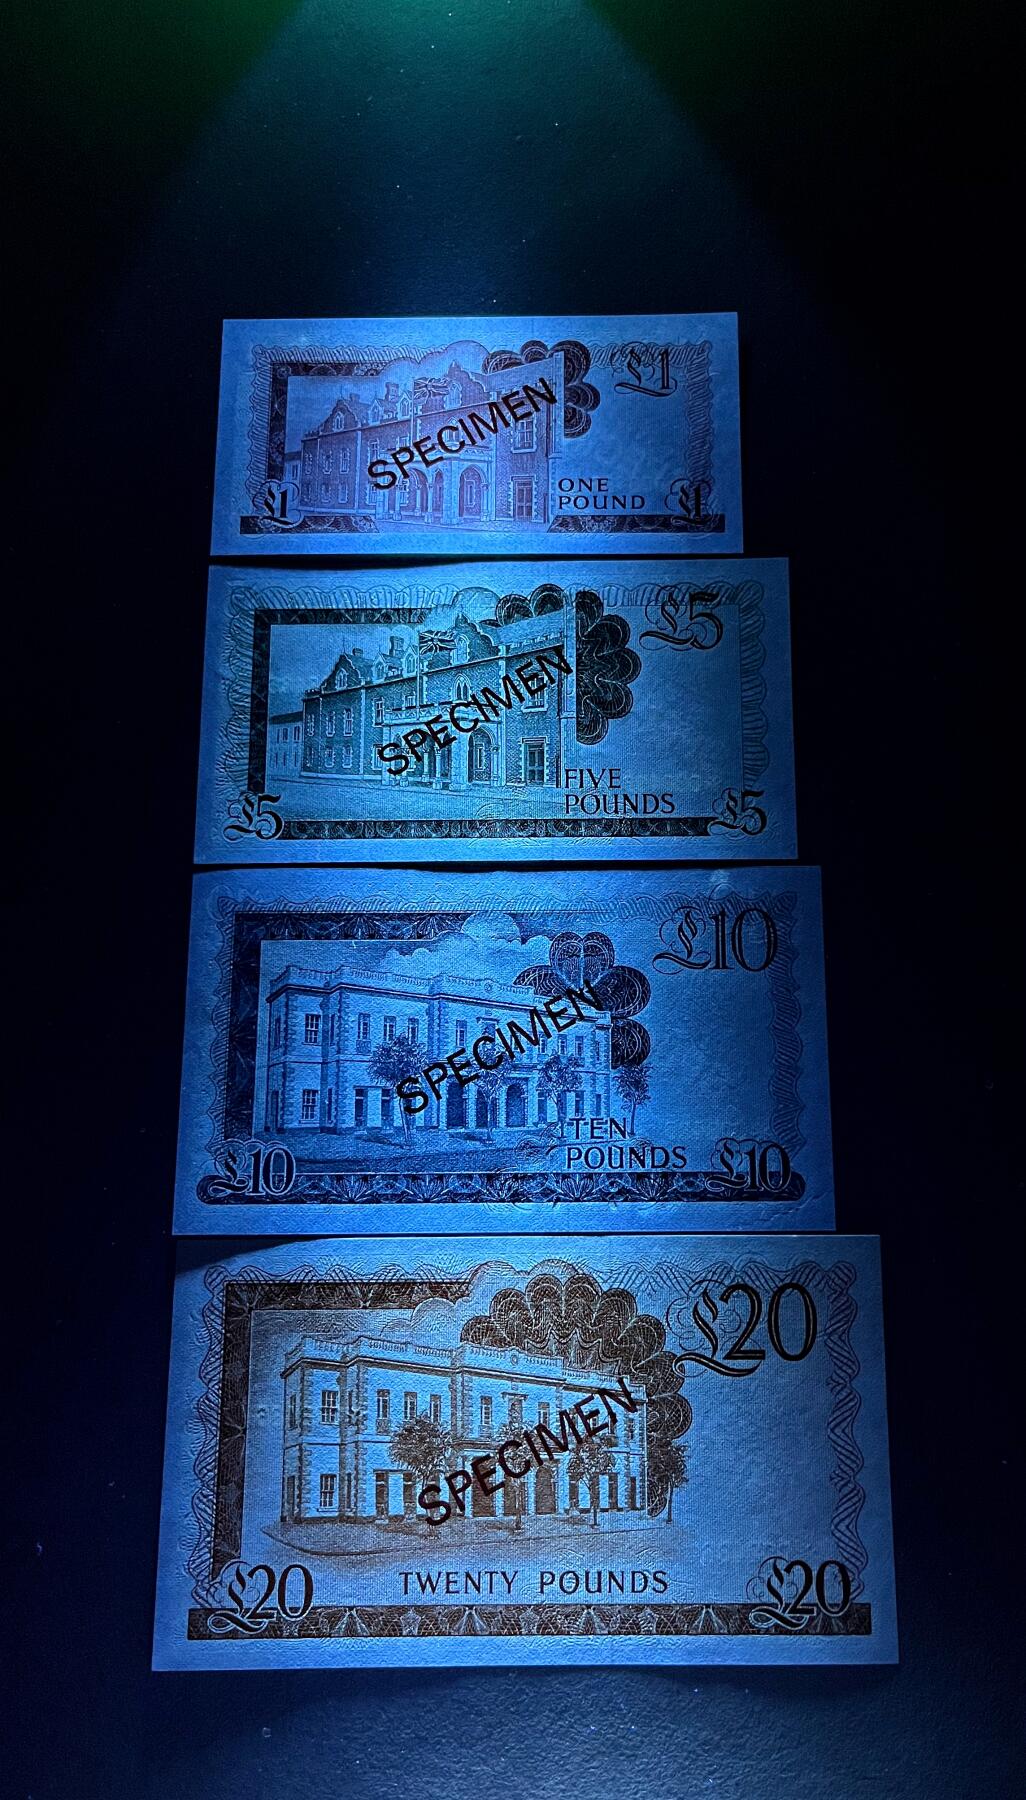 £1
SPECIMEN
ONE
POUND
£1
£1
£5
SPECIMEN
FIVE
POUNDS
£5
£5
£10
SPECIMEN
TEN
POUNDS
£10
£10
£20
SPECIMEN
TWENTY POUNDS
£20
£20